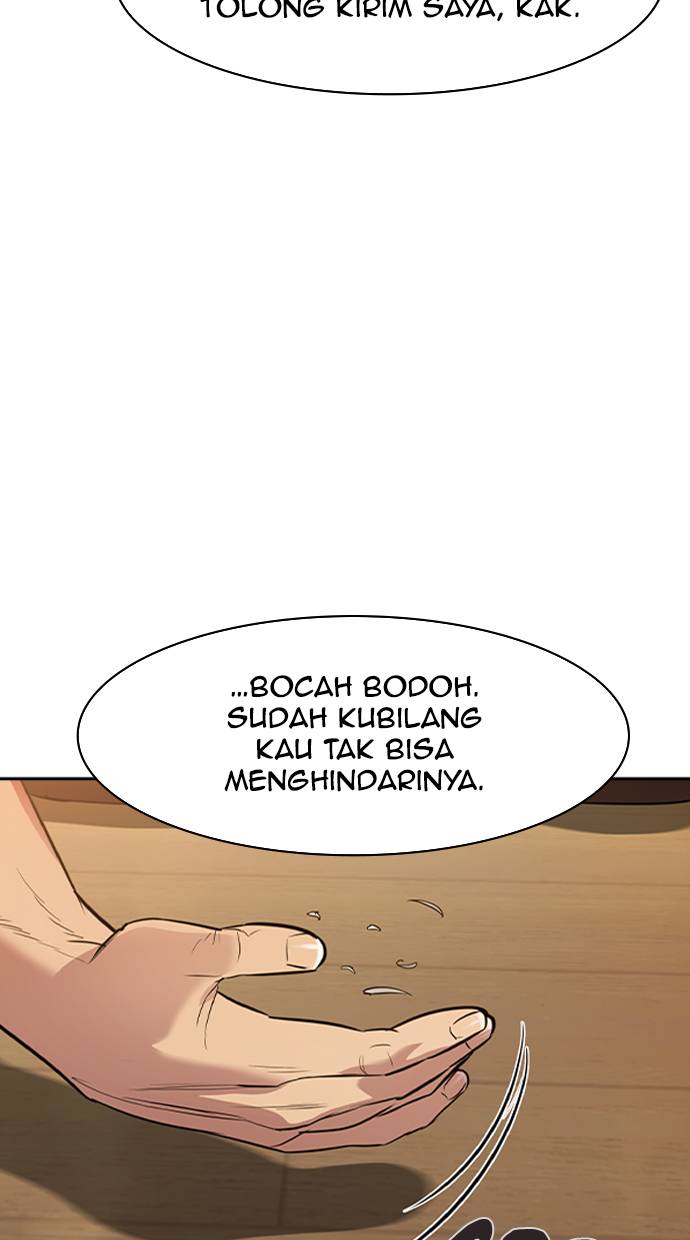 TOLONG KIRIM SAYA, KAK.
...BOCAH BODOH.
SUDAH KUBILANG
KAU TAK BISA
MENGHINDARINYA.